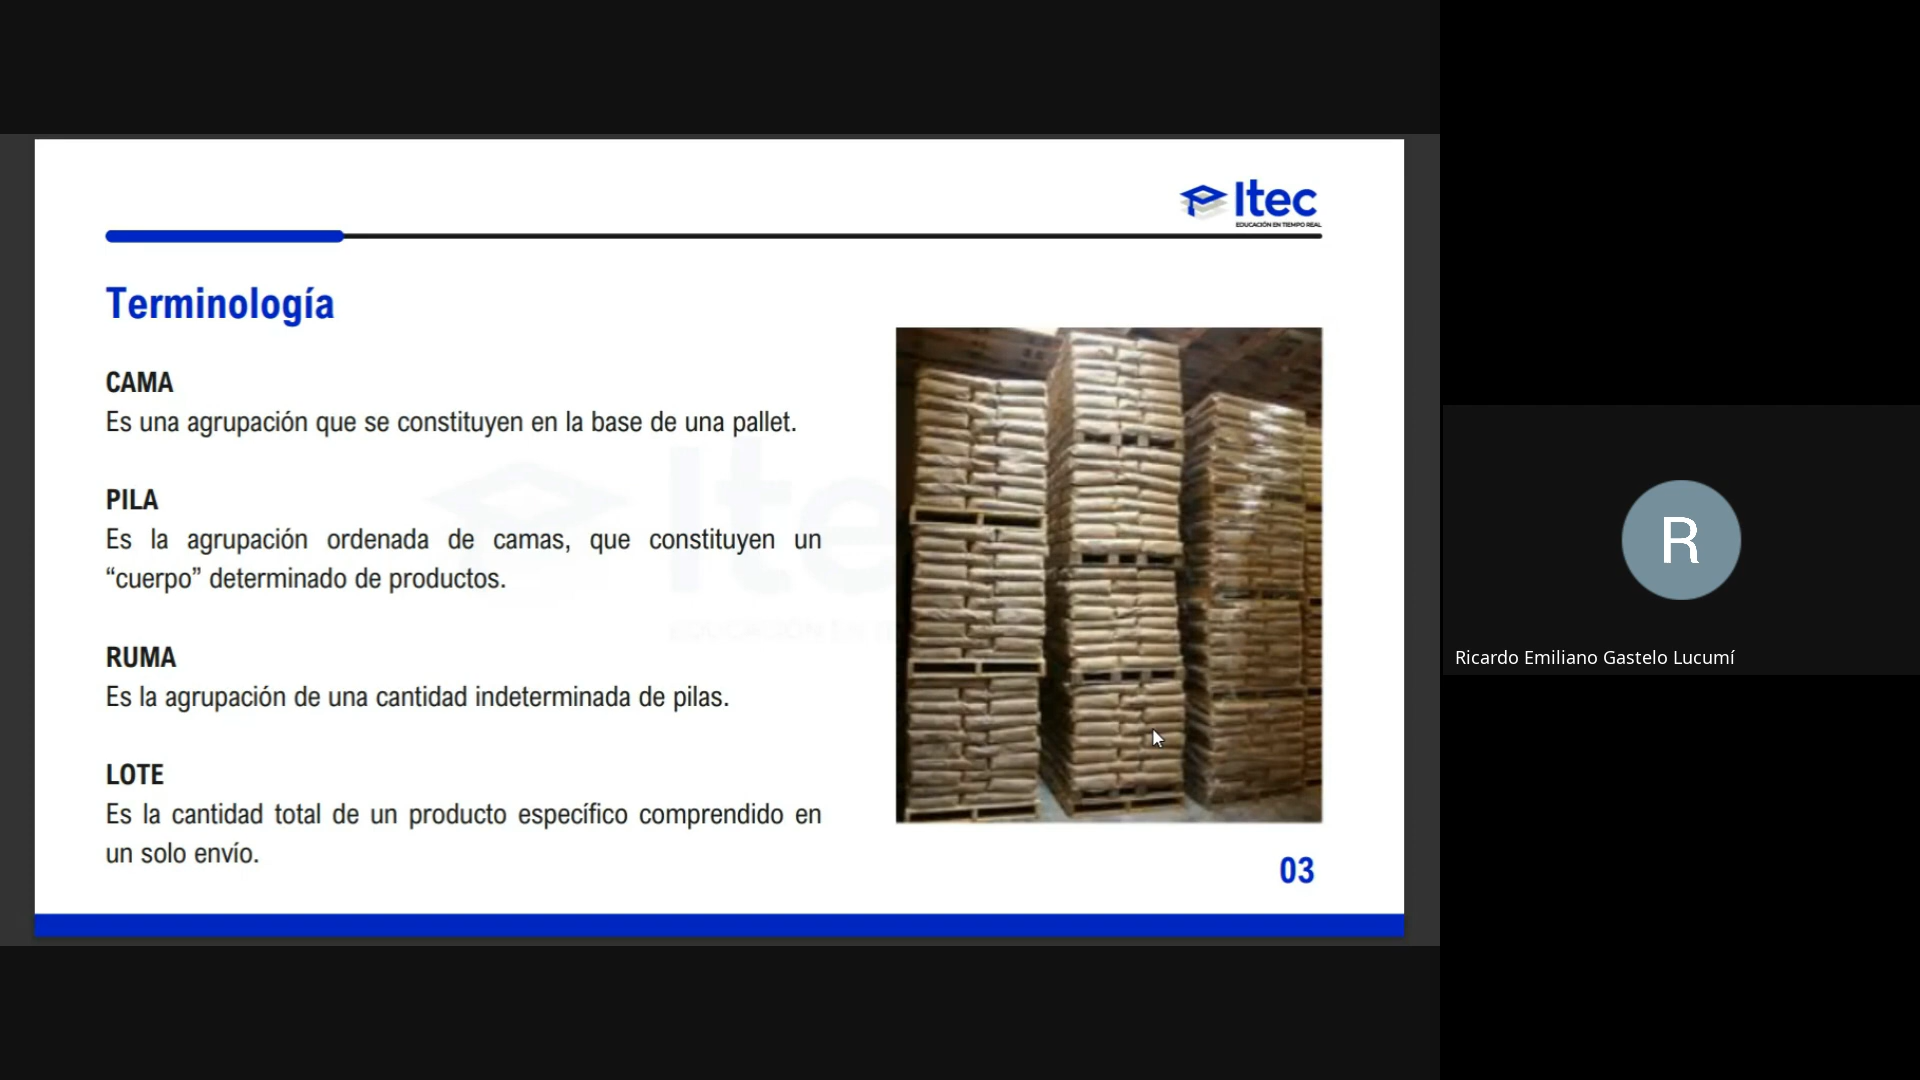 Itec
EDUCACIÓN EN TIEMPO REAL
Terminología
CAMA
Es una agrupación que se constituyen en la base de una pallet.
PILA
Es la agrupación ordenada de camas, que constituyen un
“cuerpo” determinado de productos.
RUMA
Es la agrupación de una cantidad indeterminada de pilas.
LOTE
Es la cantidad total de un producto específico comprendido en
un solo envío.
03
R
Ricardo Emiliano Gastelo Lucumí